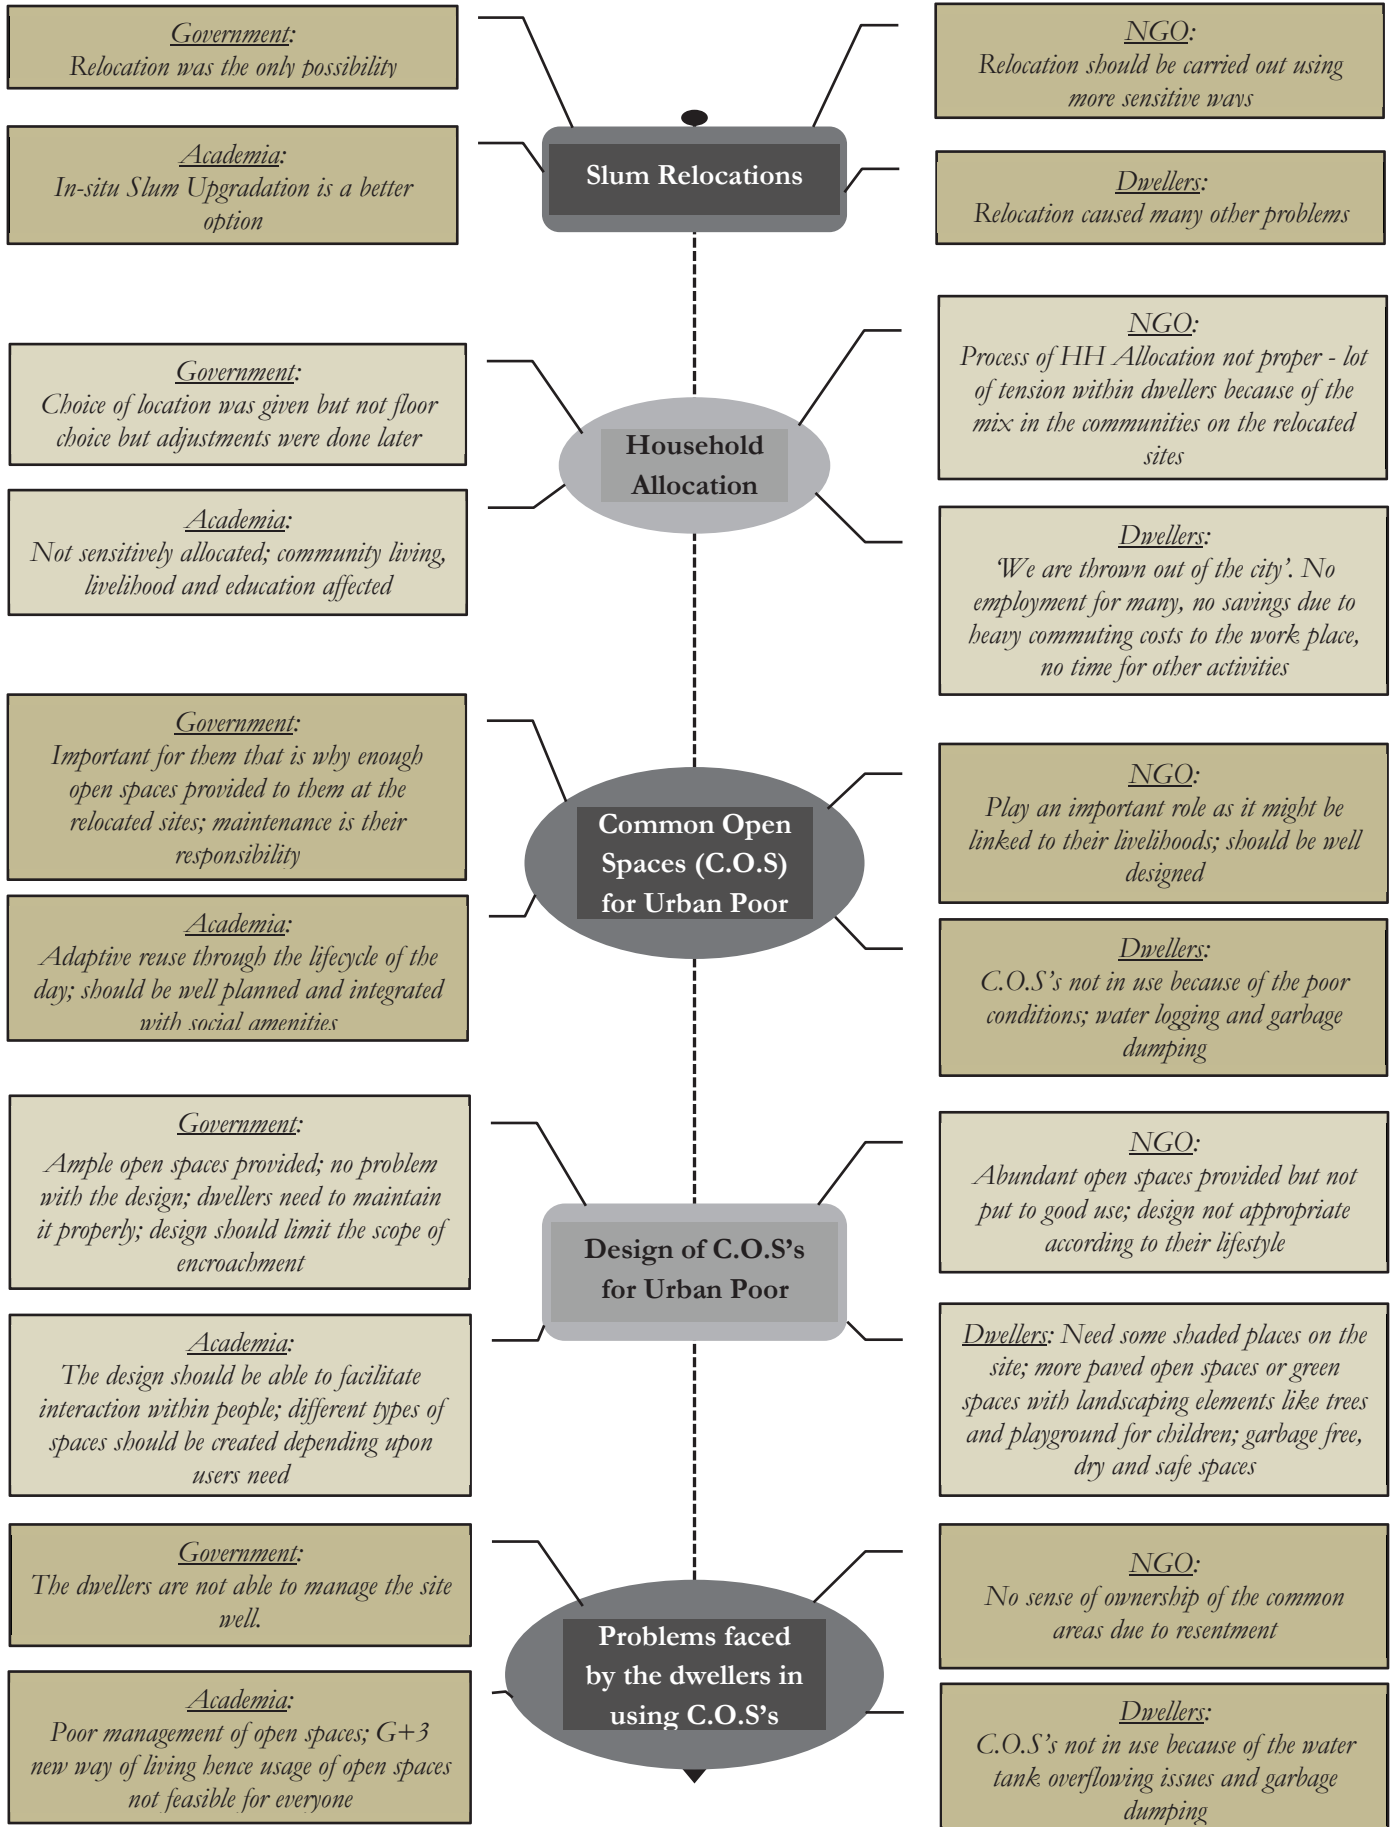 Government:
Relocation was the only possibility
Academia:
In-situ Slum Upgradation is a better
option
Slum Relocations
NGO:
Relocation should be carried out using
more sensitive ways
Dwellers:
Relocation caused many other problems
Government:
Choice of location was given but not floor
choice but adjustments were done later
Academia:
Not sensitively allocated; community living,
livelihood and education affected
Household
Allocation
NGO:
Process of HH Allocation not proper - lot
of tension within dwellers because of the
mix in the communities on the relocated
sites
Dwellers:
‘We are thrown out of the city’. No
employment for many, no savings due to
heavy commuting costs to the work place,
no time for other activities
Government:
Important for them that is why enough
open spaces provided to them at the
relocated sites; maintenance is their
responsibility
Academia:
Adaptive reuse through the lifecycle of the
day; should be well planned and integrated
with social amenities
Common Open
Spaces (C.O.S)
for Urban Poor
NGO:
Play an important role as it might be
linked to their livelihoods; should be well
designed
Dwellers:
C.O.S’s not in use because of the poor
conditions; water logging and garbage
dumping
Government:
Ample open spaces provided; no problem
with the design; dwellers need to maintain
it properly; design should limit the scope of
encroachment
Academia:
The design should be able to facilitate
interaction within people; different types of
spaces should be created depending upon
users need
Design of C.O.S’s
for Urban Poor
NGO:
Abundant open spaces provided but not
put to good use; design not appropriate
according to their lifestyle
Dwellers: Need some shaded places on the
site; more paved open spaces or green
spaces with landscaping elements like trees
and playground for children; garbage free,
dry and safe spaces
Government:
The dwellers are not able to manage the site
well.
Academia:
Poor management of open spaces; G+3
new way of living hence usage of open spaces
not feasible for everyone
Problems faced
by the dwellers in
using C.O.S’s
NGO:
No sense of ownership of the common
areas due to resentment
Dwellers:
C.O.S’s not in use because of the water
tank overflowing issues and garbage
dumping